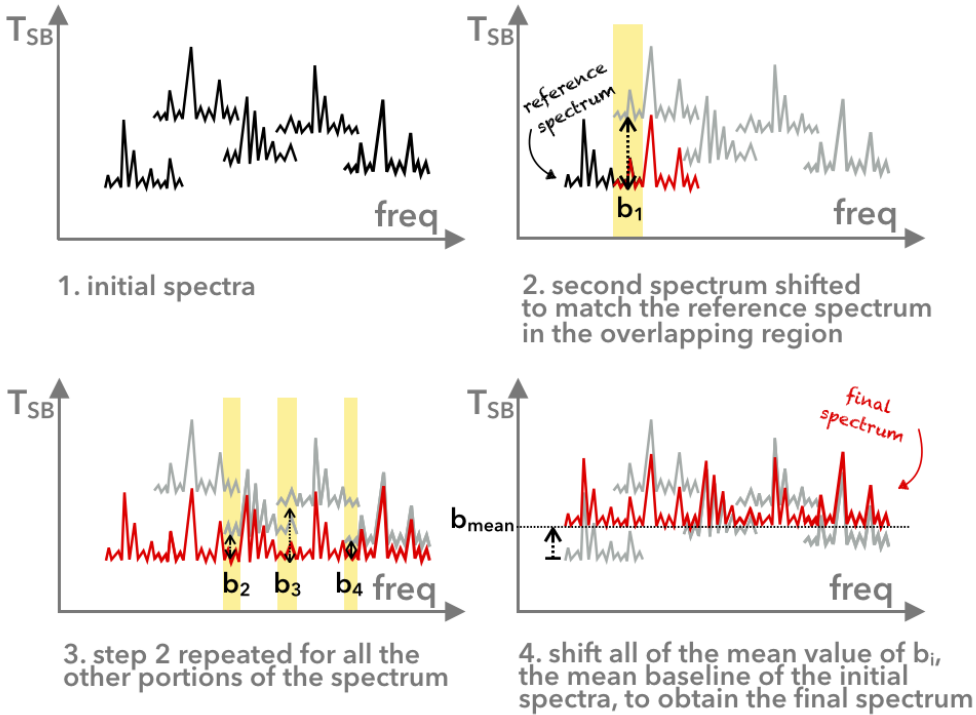 TSB
freq
1. initial spectra
TSB
reference
spectrum
b1
freq
2. second spectrum shifted
to match the reference spectrum
in the overlapping region
TSB
b2
b3
b4
freq
3. step 2 repeated for all the
other portions of the spectrum
TSB
final
spectrum
bmean
freq
4. shift all of the mean value of bi,
the mean baseline of the initial
spectra, to obtain the final spectrum